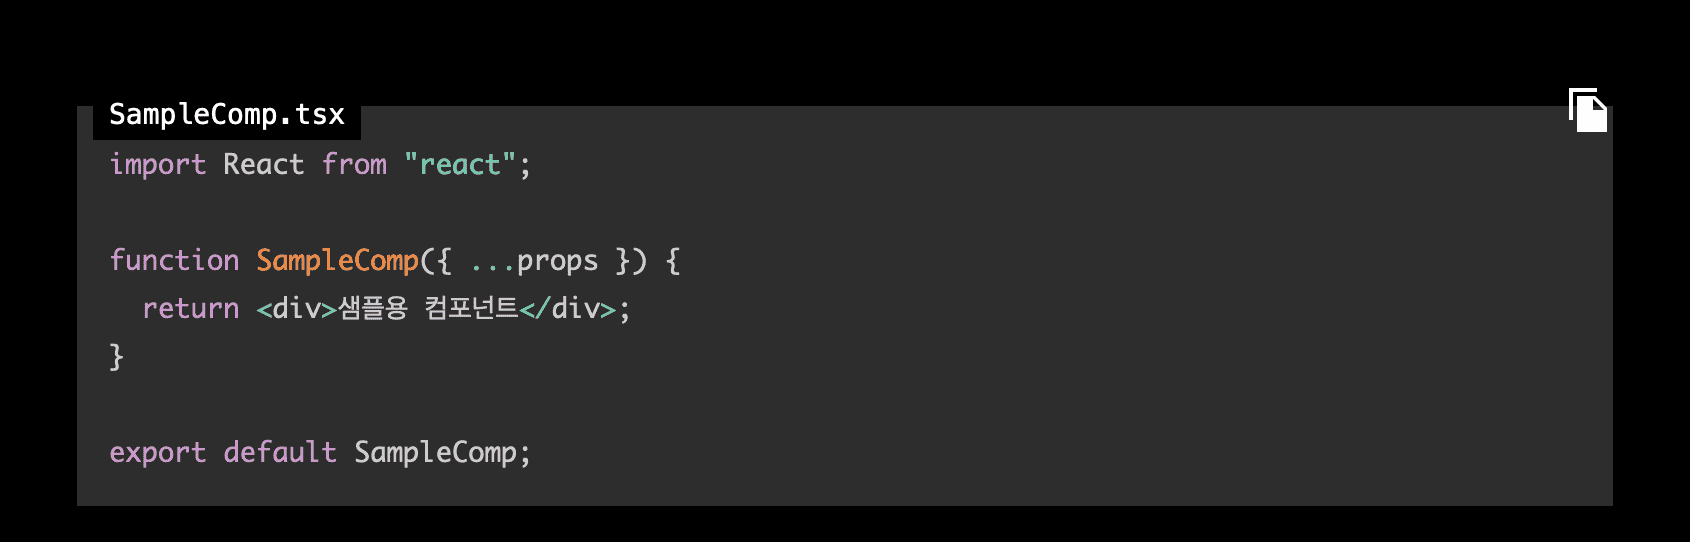 SampleComp.tsx
import React from "react";
function SampleComp({ ...props }) {
  return <div>샘플용 컴포넌트</div>;
}
export default SampleComp;